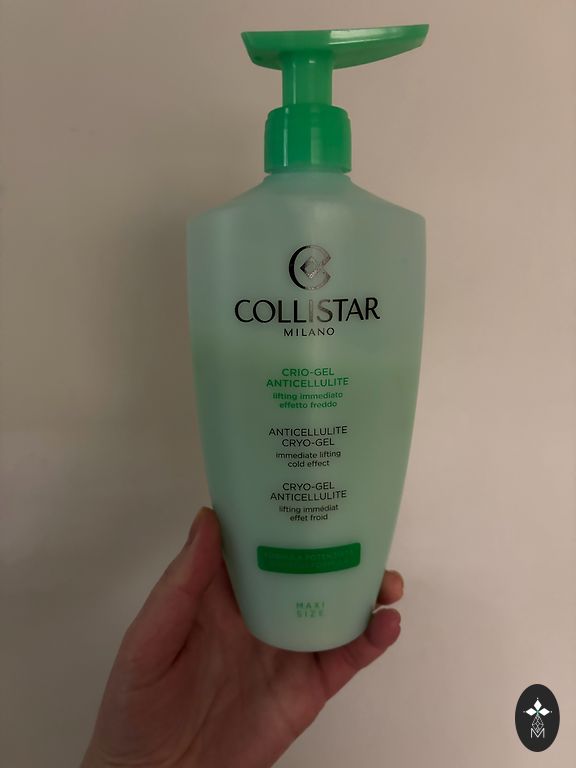 COLLISTAR
MILANO
CRIO-GEL
ANTICELLULITE
lifting immediato
effetto freddo
ANTICELLULITE
CRYO-GEL
immediate lifting
cold effect
CRYO-GEL
ANTICELLULITE
lifting immédiat
effet froid
MAXI
SIZE
M